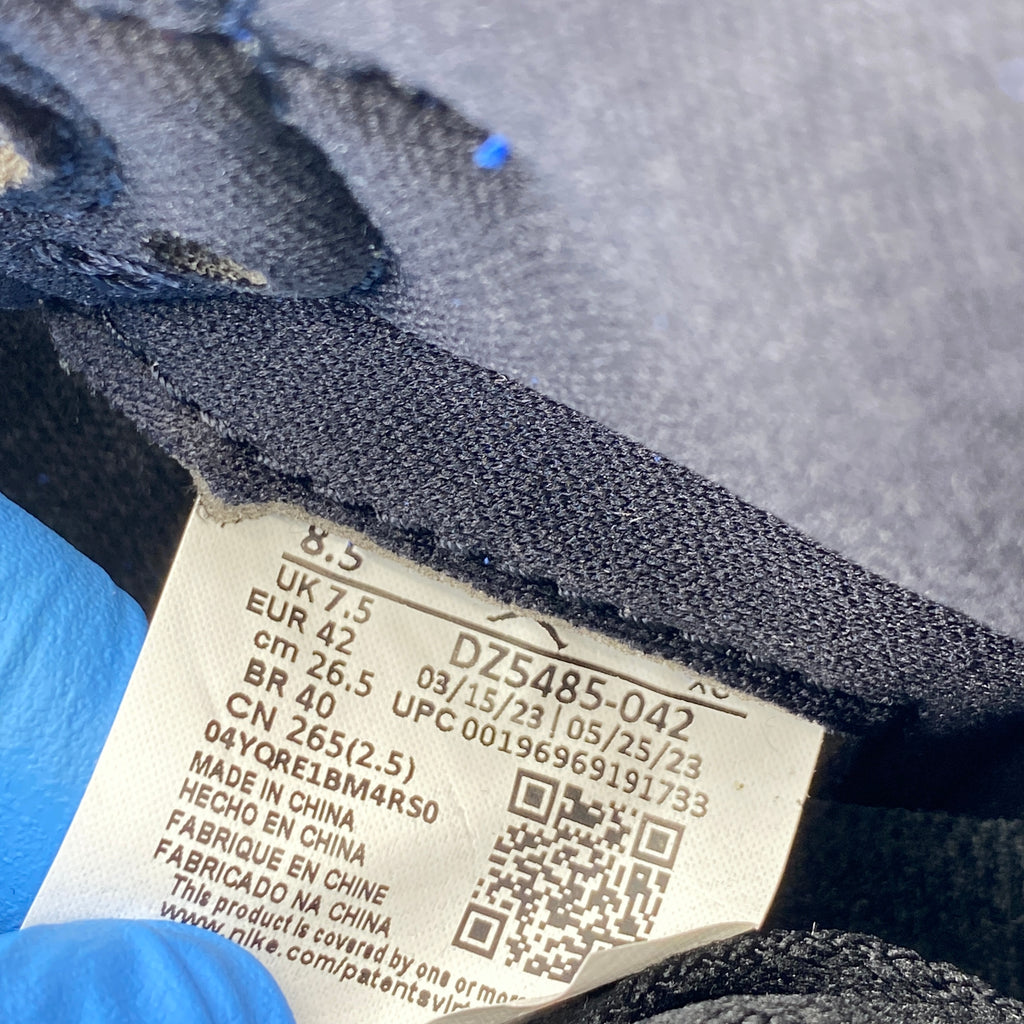 8.5
UK 7.5
EUR 42
cm 26.5
BR 40
CN 265(2.5)
04YQRE1BM4RS0
MADE IN CHINA
HECHO EN CHINA
FABRIQUE EN CHINE
FABRICADO NA CHINA
This product is covered by one or more
www.nike.com/patents
DZ5485-042
03/15/23 | 05/25/23
UPC 00196969191733